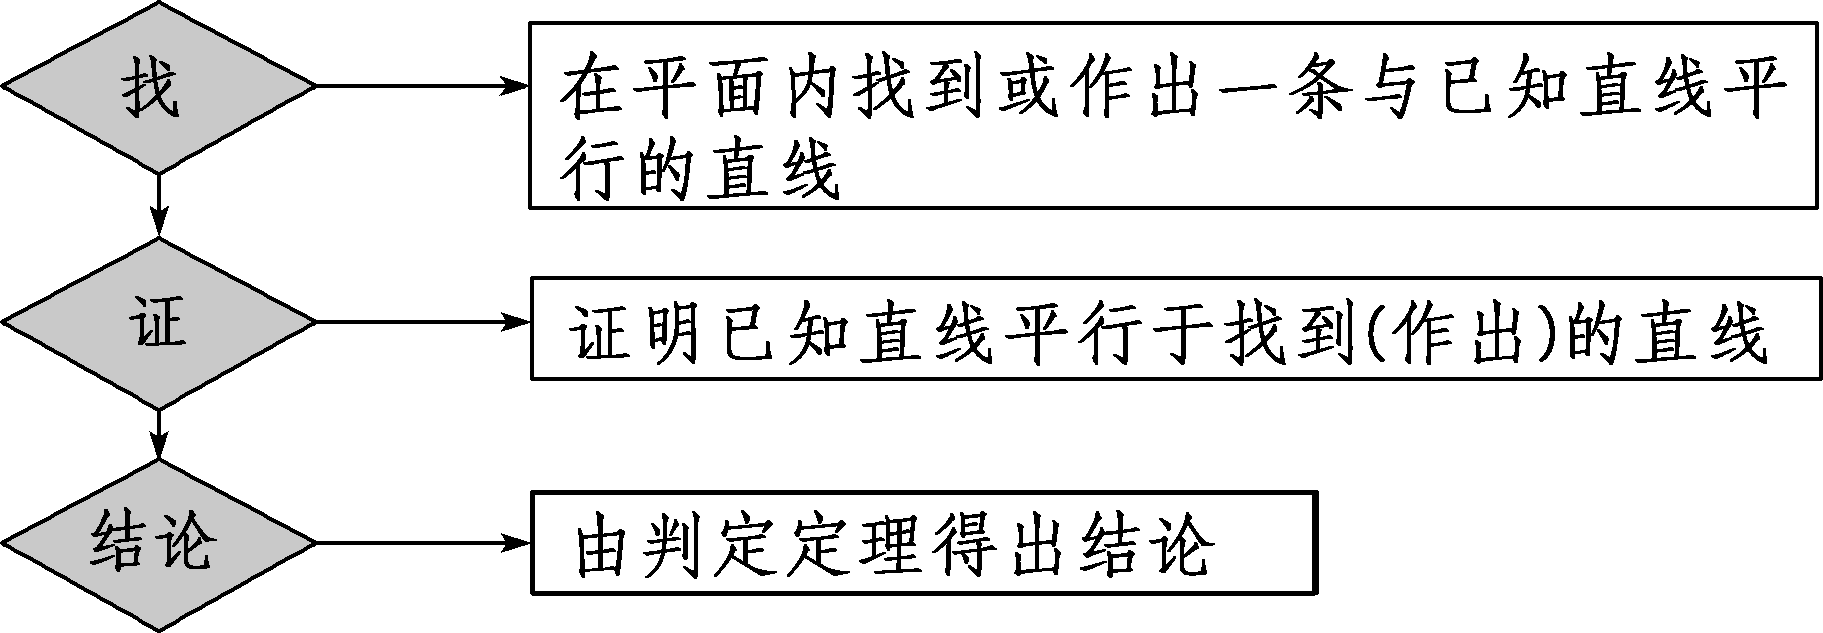 找
在平面内找到或作出一条与已知直线平
行的直线
证
证明已知直线平行于找到(作出)的直线
结论
由判定定理得出结论